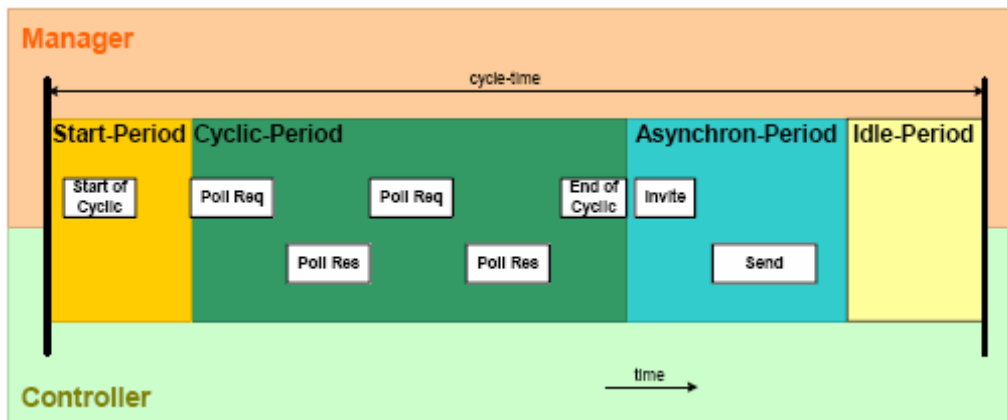 Manager
cycle-time
Start-Period Cyclic-Period Asynchron-Period Idle-Period
Start of
Cyclic
Poll Req
Poll Req
End of
Cyclic
Invite
Poll Res
Poll Res
Send
time
Controller